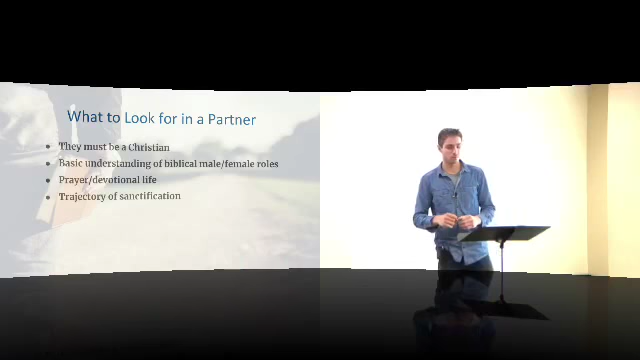 What to Look for in a Partner
• They must be a Christian
• Basic understanding of biblical male/female roles
• Prayer/devotional life
• Trajectory of sanctification